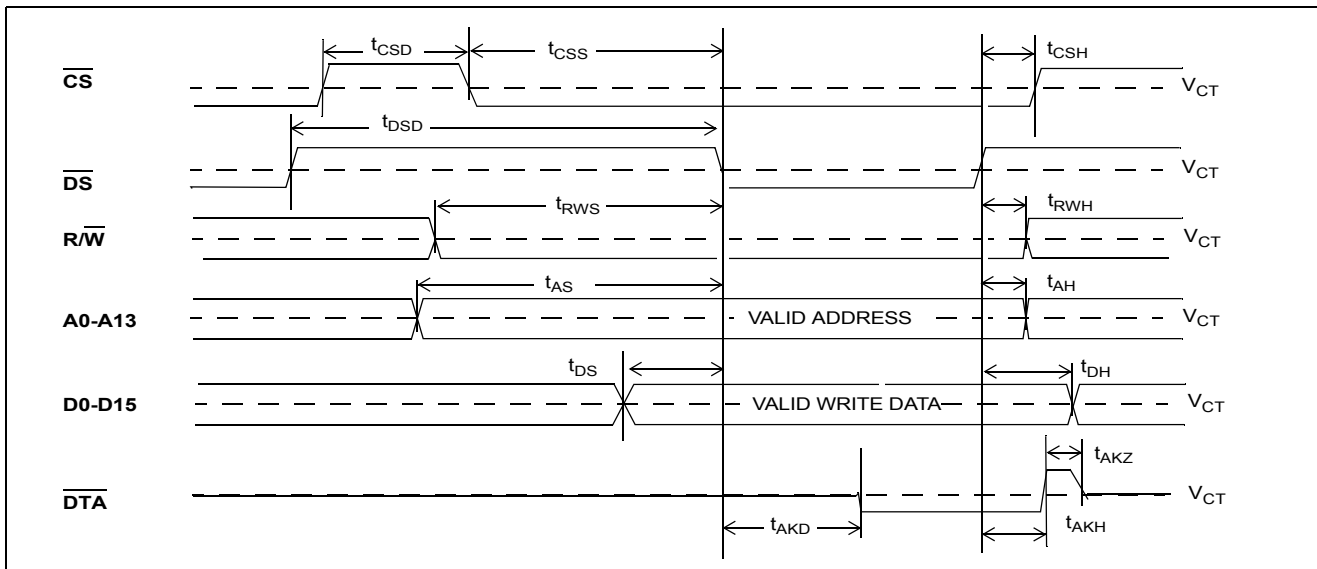 tCSD
tCSS
tCSH
CS
VCT
tDSD
DS
VCT
tRWS
tRWH
R/W
VCT
tAS
tAH
A0-A13
VALID ADDRESS
VCT
tDS
tDH
D0-D15
VALID WRITE DATA
VCT
tAKZ
DTA
VCT
tAKD
tAKH